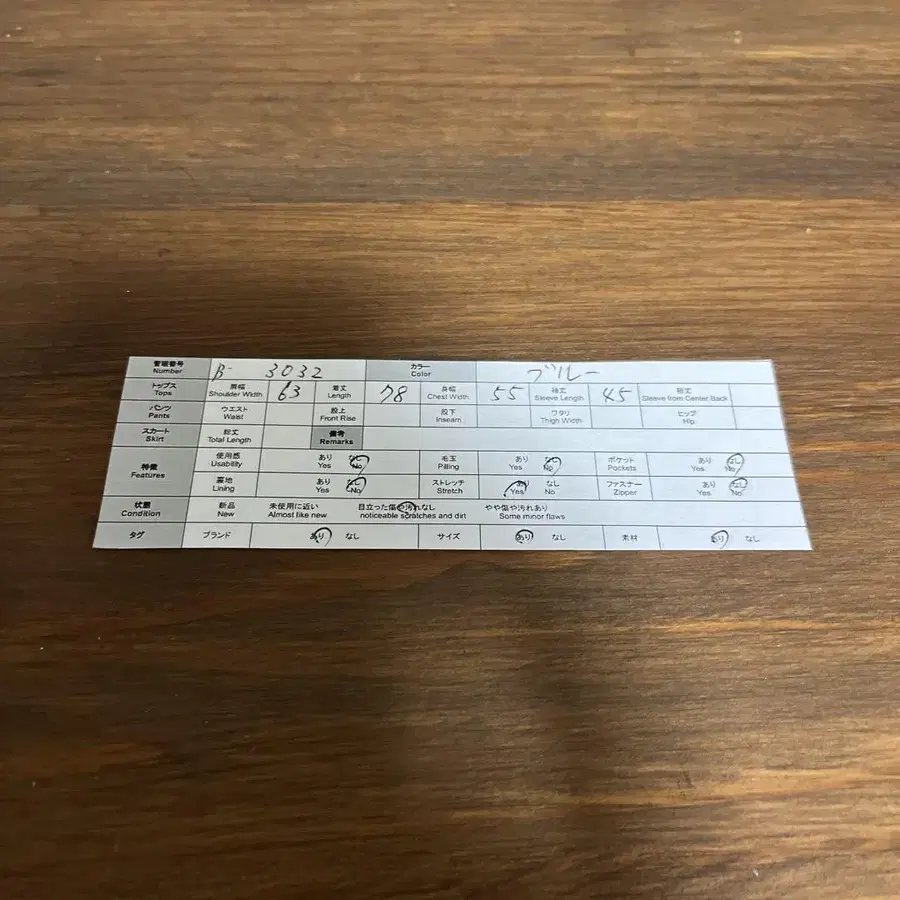 管理番号 β- 3032 カラー ブルー
Number Color
トップス 肩幅 63 着丈 78 身幅 55 袖丈 45 裄丈
Tops Shoulder Width Length Chest Width Sleeve Length Sleeve from Center Back
パンツ ウエスト 股上 股下 ワタリ ヒップ
Pants Waist Front Rise Inseam Thigh Width Hip
スカート 総丈 備考
Skirt Total Length Remarks
特徴 使用感 あり なし 毛玉 あり なし ポケット あり なし
Features Usability Yes No Pilling Yes No Pockets Yes No
裏地 あり なし ストレッチ あり なし ファスナー あり なし
Lining Yes No Stretch Yes No Zipper Yes No
状態 新品 未使用に近い 目立った傷や汚れなし やや傷や汚れあり
Condition New Almost like new noticeable scratches and dirt Some minor flaws
タグ ブランド あり なし サイズ あり なし 素材 あり なし